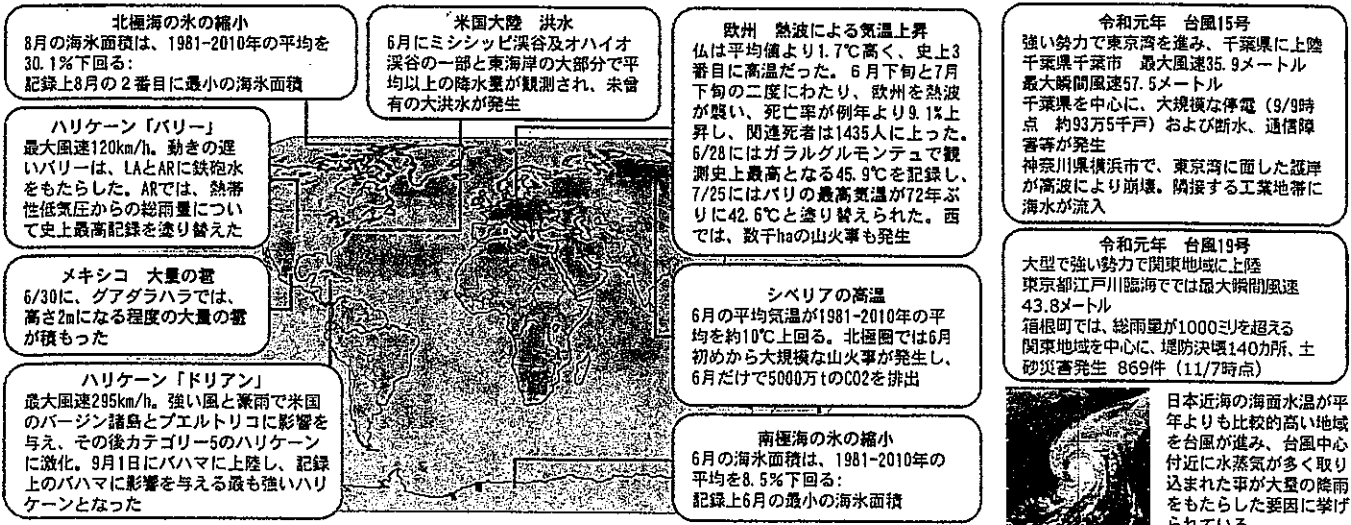 北極海の氷の縮小
8月の海氷面積は、1981-2010年の平均を
30.1%下回る:
記録上8月の2番目に最小の海氷面積
ハリケーン「バリー」
最大風速120km/h。動きの遅
いバリーは、LAとARに鉄砲水
をもたらした。ARでは、熱帯
性低気圧からの総雨量につい
て史上最高記録を塗り替えた
メキシコ 大量の雹
6/30に、グアダラハラでは、
高さ2mになる程度の大量の雹
が積もった
ハリケーン「ドリアン」
最大風速295km/h。強い風と豪雨で米国
のバージン諸島とプエルトリコに影響を
与え、その後カテゴリー5のハリケーン
に激化。9月1日にバハマに上陸し、記録
上のバハマに影響を与える最も強いハリ
ケーンとなった
米国大陸 洪水
6月にミシシッピ渓谷及オハイオ
渓谷の一部と東海岸の大部分で平
均以上の降水量が観測され、未曾
有の大洪水が発生
欧州 熱波による気温上昇
仏は平均値より1.7℃高く、史上3
番目に高温だった。6月下旬と7月
下旬の二度にわたり、欧州を熱波
が襲い、死亡率が例年より9.1%上
昇し、関連死者は1435人に上った。
6/28にはガラルグルモンテュで観
測史上最高となる45.9℃を記録し、
7/25にはパリの最高気温が72年ぶ
りに42.6℃と塗り替えられた。西
では、数千haの山火事も発生
シベリアの高温
6月の平均気温が1981-2010年の平
均を約10℃上回る。北極圏では6月
初めから大規模な山火事が発生し、
6月だけで5000万tのCO2を排出
南極海の氷の縮小
6月の海氷面積は、1981-2010年の
平均を8.5%下回る:
記録上6月の最小の海氷面積
令和元年 台風15号
強い勢力で東京湾を進み、千葉県に上陸
千葉県千葉市 最大風速35.9メートル
最大瞬間風速57.5メートル
千葉県を中心に、大規模な停電(9/9時
点 約93万5千戸)および断水、通信障
害等が発生
神奈川県横浜市で、東京湾に面した護岸
が高波により崩壊。隣接する工業地帯に
海水が流入
令和元年 台風19号
大型で強い勢力で関東地域に上陸
東京都江戸川臨海ででは最大瞬間風速
43.8メートル
箱根町では、総雨量が1000ミリを超える
関東地域を中心に、堤防決壊140カ所、土
砂災害発生 869件(11/7時点)
日本近海の海面水温が平
年よりも比較的高い地域
を台風が進み、台風中心
付近に水蒸気が多く取り
込まれた事が大量の降雨
をもたらした要因に挙げ
られている